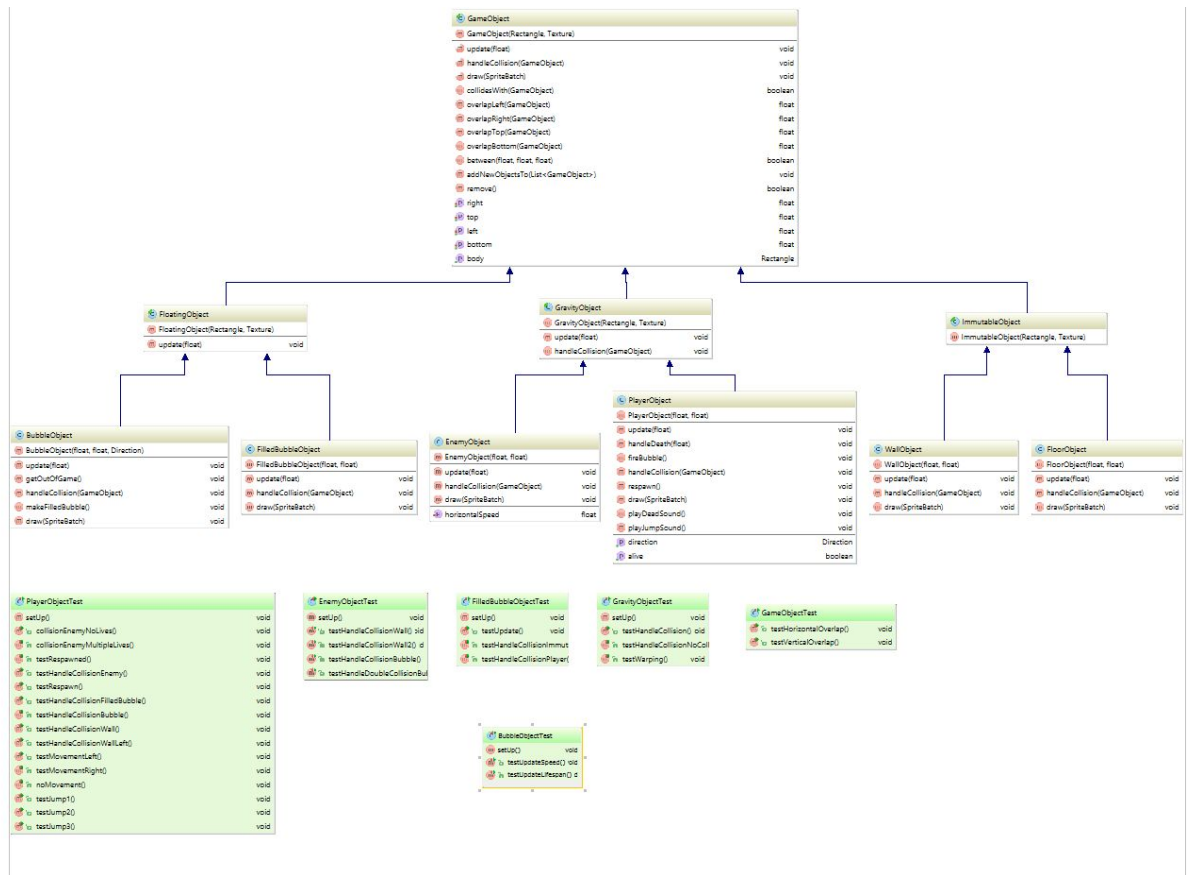 GameObject
GameObject(Rectangle, Texture)
update(float) void
handleCollision(GameObject) void
draw(SpriteBatch) void
collidesWith(GameObject) boolean
overlapLeft(GameObject) float
overlapRight(GameObject) float
overlapTop(GameObject) float
overlapBottom(GameObject) float
between(float, float, float) boolean
addNewObjectsTo(List<GameObject>) void
remove() boolean
right float
top float
left float
bottom float
body Rectangle
FloatingObject
FloatingObject(Rectangle, Texture)
update(float) void
GravityObject
GravityObject(Rectangle, Texture)
update(float) void
handleCollision(GameObject) void
ImmutableObject
ImmutableObject(Rectangle, Texture)
BubbleObject
BubbleObject(float, float, Direction)
update(float) void
getOutOfGame() void
handleCollision(GameObject) void
makeFilledBubble() void
draw(SpriteBatch) void
FilledBubbleObject
FilledBubbleObject(float, float)
update(float) void
handleCollision(GameObject) void
draw(SpriteBatch) void
EnemyObject
EnemyObject(float, float)
update(float) void
handleCollision(GameObject) void
draw(SpriteBatch) void
horizontalSpeed float
PlayerObject
PlayerObject(float, float)
update(float) void
handleDeath(float) void
fireBubble() void
handleCollision(GameObject) void
respawn() void
draw(SpriteBatch) void
playDeadSound() void
playJumpSound() void
direction Direction
alive boolean
WallObject
WallObject(float, float)
update(float) void
handleCollision(GameObject) void
draw(SpriteBatch) void
FloorObject
FloorObject(float, float)
update(float) void
handleCollision(GameObject) void
draw(SpriteBatch) void
PlayerObjectTest
setUp() void
collisionEnemyNoLives() void
collisionEnemyMultipleLives() void
testRespawned() void
testHandleCollisionEnemy() void
testRespawn() void
testHandleCollisionFilledBubble() void
testHandleCollisionBubble() void
testHandleCollisionWall() void
testHandleCollisionWallLeft() void
testMovementLeft() void
testMovementRight() void
noMovement() void
testJump1() void
testJump2() void
testJump3() void
EnemyObjectTest
setUp() void
testHandleCollisionWall() oid
testHandleCollisionWall2() d
testHandleCollisionBubble()
testHandleDoubleCollisionBul
FilledBubbleObjectTest
setUp() void
testUpdate() void
testHandleCollisionImmut
testHandleCollisionPlayer(
GravityObjectTest
setUp() void
testHandleCollision() oid
testHandleCollisionNoColl
testWarping() void
GameObjectTest
testHorizontalOverlap() void
testVerticalOverlap() void
BubbleObjectTest
setUp() void
testUpdateSpeed() void
testUpdateLifespan() d